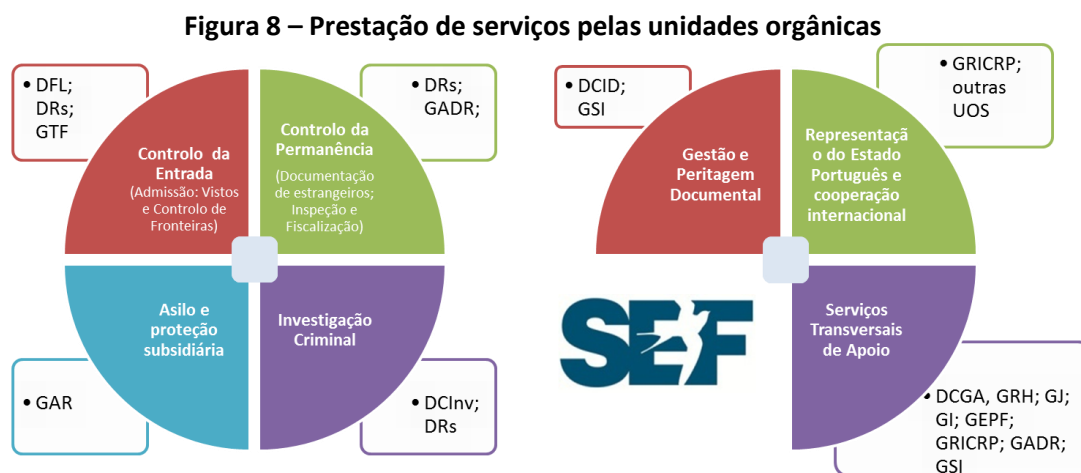 Figura 8 – Prestação de serviços pelas unidades orgânicas
• DFL;
DRs;
GTF
Controlo da
Entrada
(Admissão: Vistos
e Controlo de
Fronteiras)
Controlo da
Permanência
(Documentação
de estrangeiros;
Inspeção e
Fiscalização)
• DRs;
GADR;
Asilo e
proteção
subsidiária
• GAR
Investigação
Criminal
• DCInv;
DRs
• DCID;
GSI
Gestão e
Peritagem
Documental
Representaçã
o do Estado
Português e
cooperação
internacional
• GRICRP;
outras
UOS
SEF
Serviços
Transversais
de Apoio
• DCGA, GRH; GJ;
GI; GEPF;
GRICRP; GADR;
GSI